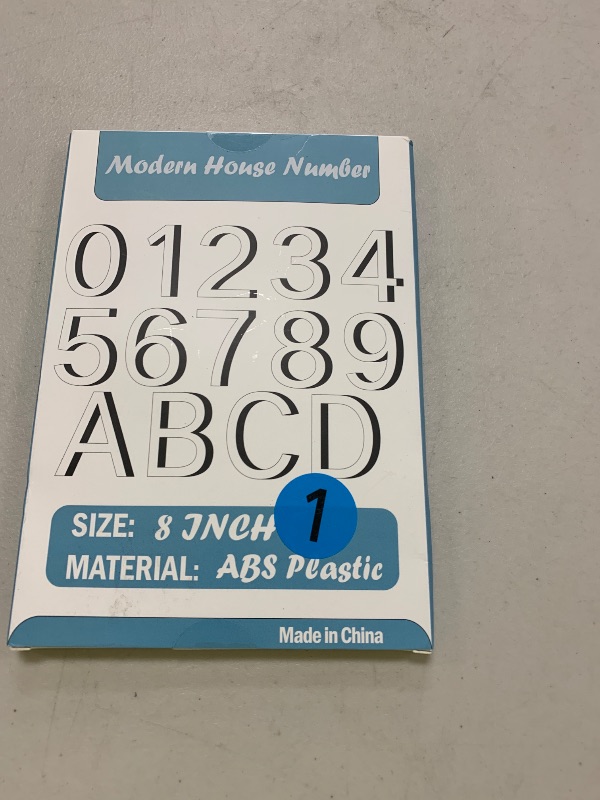 Modern House Number
01234
56789
ABCD
SIZE: 8 INCH
1
MATERIAL: ABS Plastic
Made in China